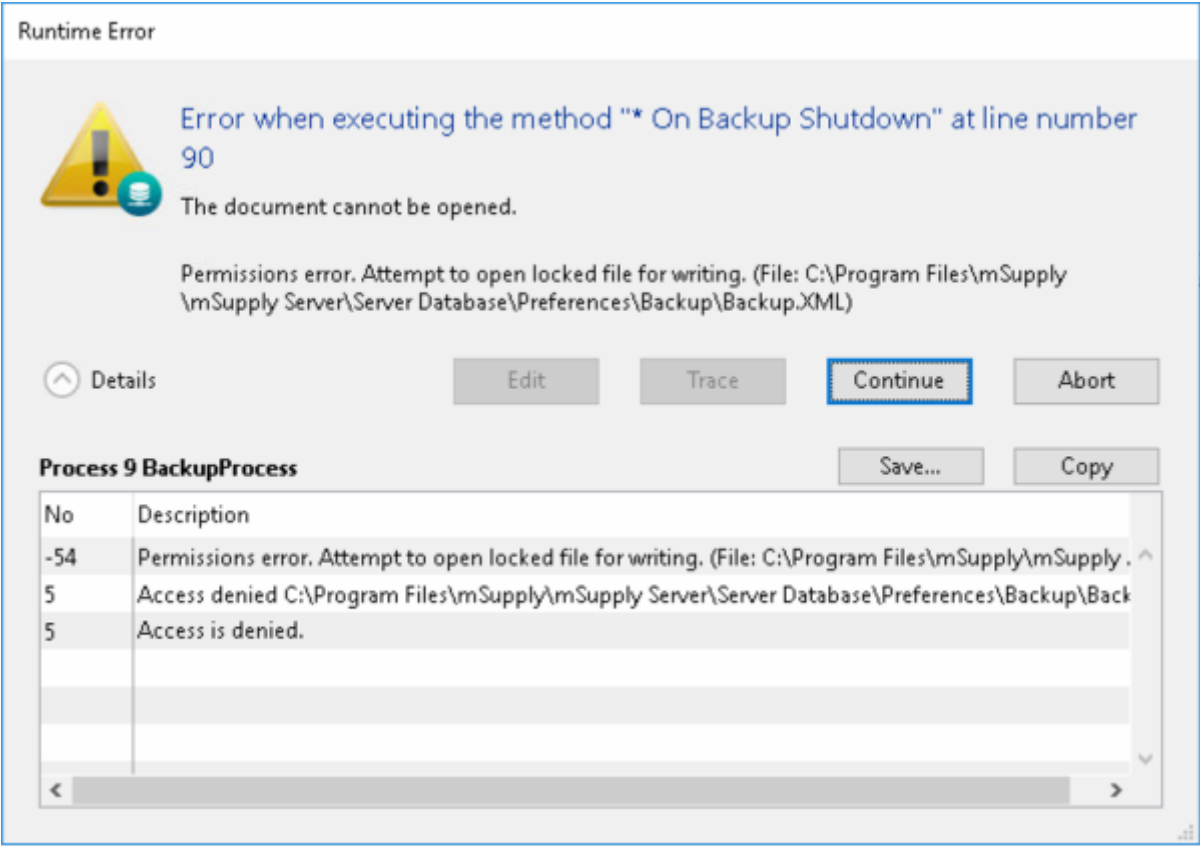 Runtime Error
Error when executing the method "* On Backup Shutdown" at line number
90
The document cannot be opened.
Permissions error. Attempt to open locked file for writing. (File: C:\Program Files\mSupply
\mSupply Server\Server Database\Preferences\Backup\Backup.XML)
Details
Edit
Trace
Continue
Abort
Process 9 BackupProcess
Save...
Copy
No Description
-54 Permissions error. Attempt to open locked file for writing. (File: C:\Program Files\mSupply\mSupply .
5 Access denied C:\Program Files\mSupply\mSupply Server\Server Database\Preferences\Backup\Back
5 Access is denied.